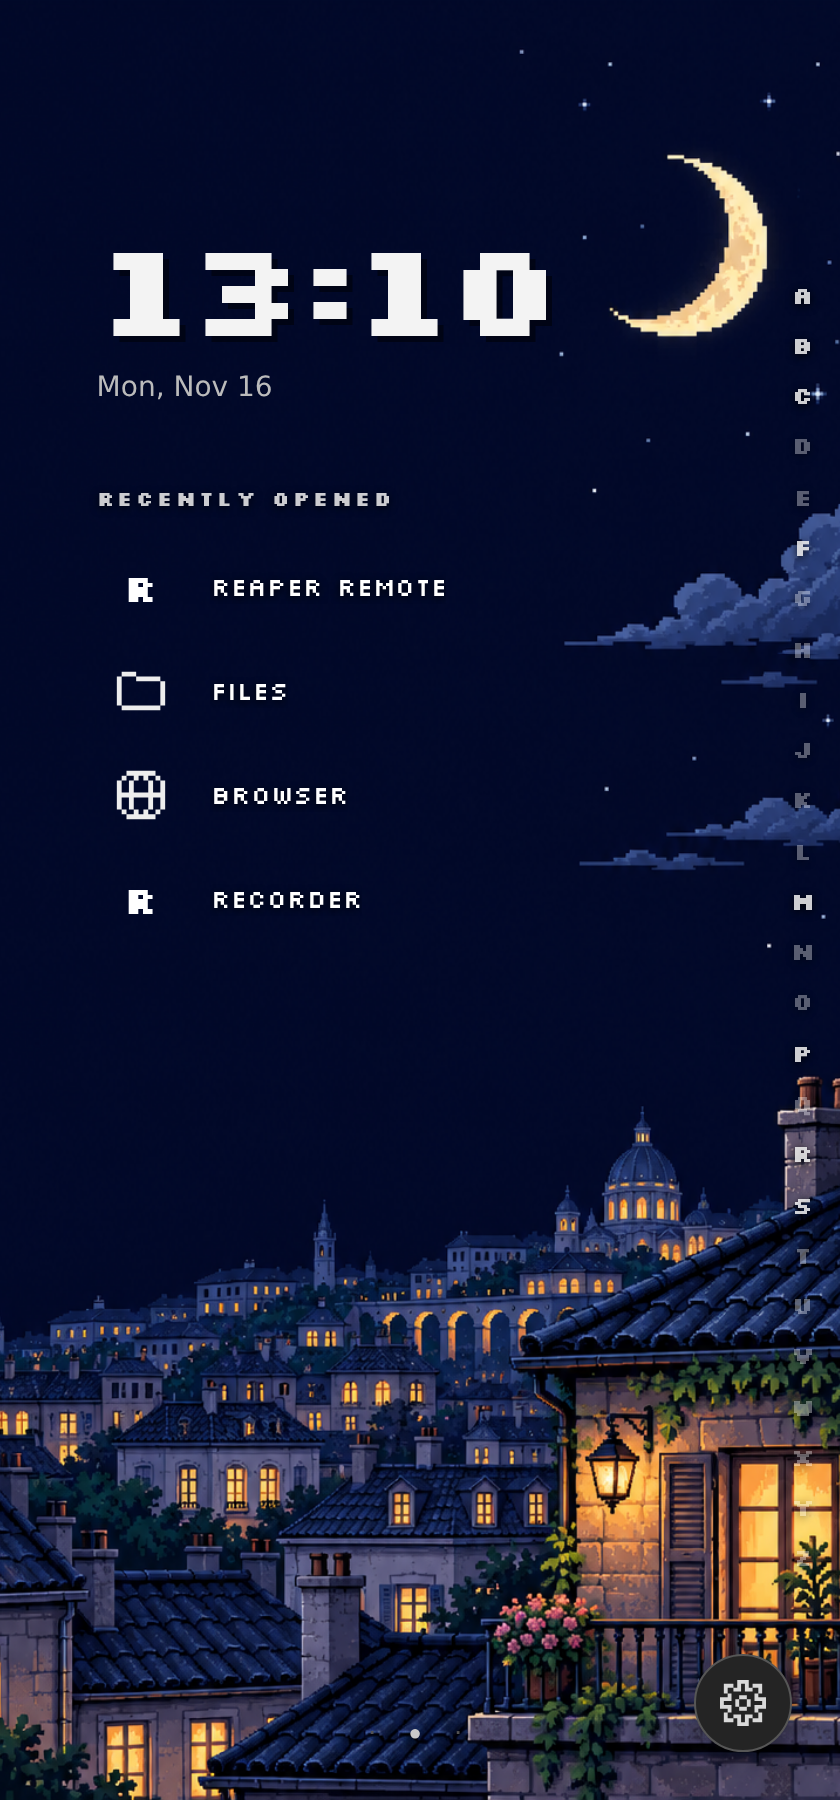 13:10
Mon, Nov 16
RECENTLY OPENED
R REAPER REMOTE
FILES
BROWSER
R RECORDER
A
B
C
D
E
F
G
H
I
J
K
L
M
N
O
P
Q
R
S
T
U
V
W
X
Y